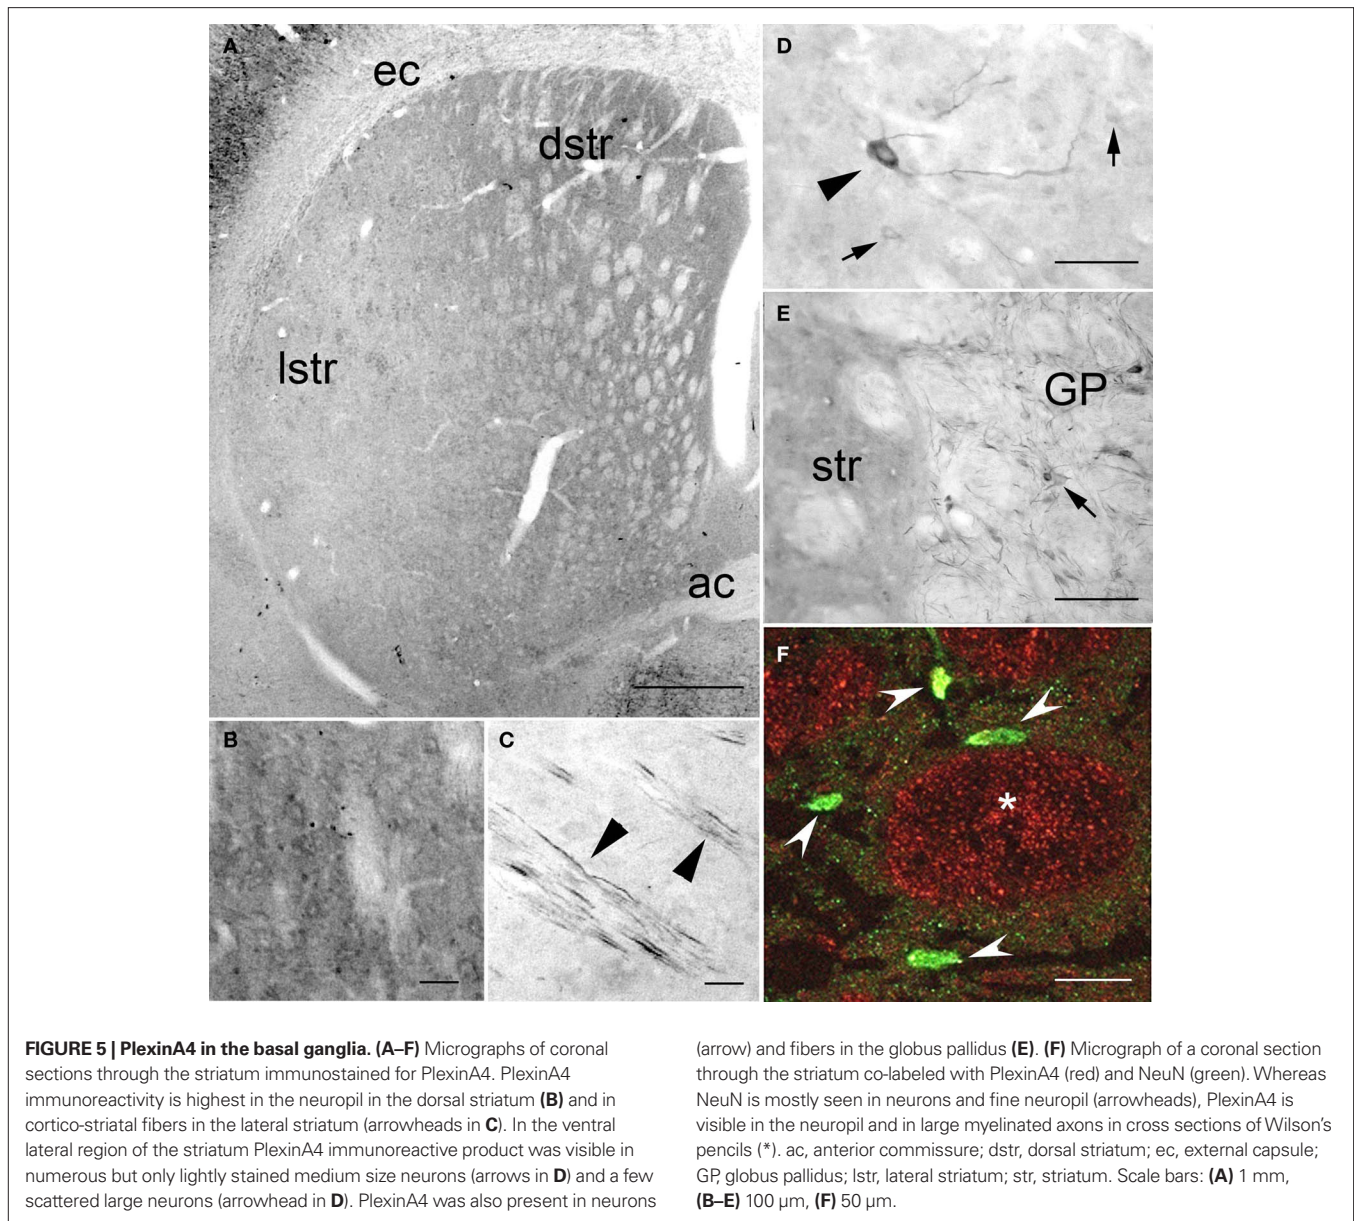 A
ec
dstr
lstr
ac
B
C
D
E
GP
str
F
*
FIGURE 5 | PlexinA4 in the basal ganglia. (A–F) Micrographs of coronal
sections through the striatum immunostained for PlexinA4. PlexinA4
immunoreactivity is highest in the neuropil in the dorsal striatum (B) and in
cortico-striatal fibers in the lateral striatum (arrowheads in C). In the ventral
lateral region of the striatum PlexinA4 immunoreactive product was visible in
numerous but only lightly stained medium size neurons (arrows in D) and a few
scattered large neurons (arrowhead in D). PlexinA4 was also present in neurons
(arrow) and fibers in the globus pallidus (E). (F) Micrograph of a coronal section
through the striatum co-labeled with PlexinA4 (red) and NeuN (green). Whereas
NeuN is mostly seen in neurons and fine neuropil (arrowheads), PlexinA4 is
visible in the neuropil and in large myelinated axons in cross sections of Wilson's
pencils (*). ac, anterior commissure; dstr, dorsal striatum; ec, external capsule;
GP, globus pallidus; lstr, lateral striatum; str, striatum. Scale bars: (A) 1 mm,
(B–E) 100 µm, (F) 50 µm.